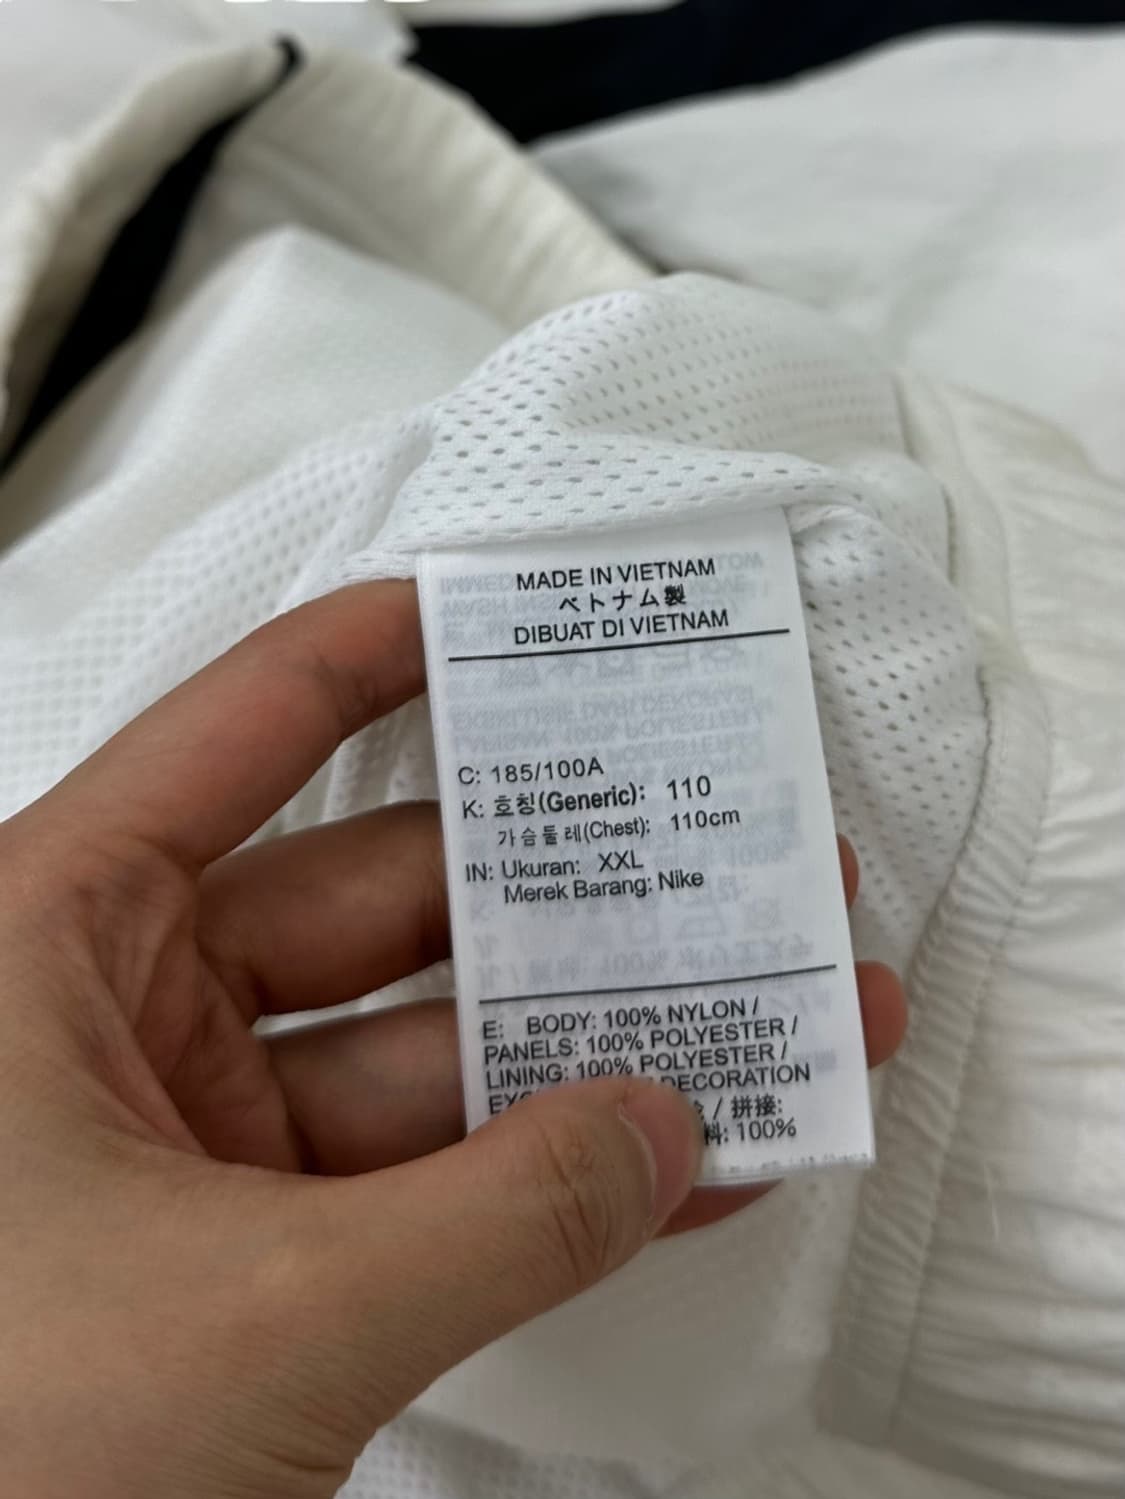 MADE IN VIETNAM
ベトナム製
DIBUAT DI VIETNAM
C: 185/100A
K: 호칭(Generic): 110
가슴둘레(Chest): 110cm
IN: Ukuran: XXL
Merek Barang: Nike
E: BODY: 100% NYLON /
PANELS: 100% POLYESTER /
LINING: 100% POLYESTER /
DECORATION
/ 拼接:
料: 100%